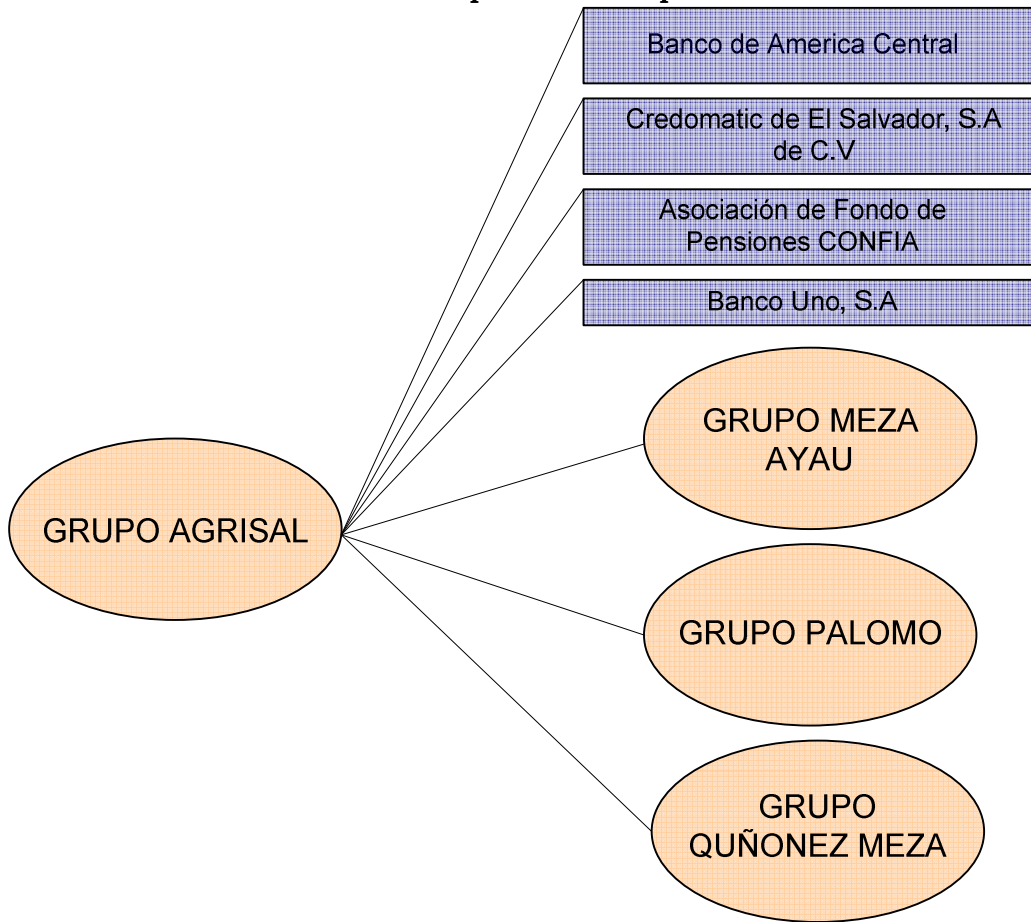 Banco de America Central
Credomatic de El Salvador, S.A
de C.V
Asociación de Fondo de
Pensiones CONFIA
Banco Uno, S.A
GRUPO MEZA
AYAU
GRUPO AGRISAL
GRUPO PALOMO
GRUPO
QUÑONEZ MEZA